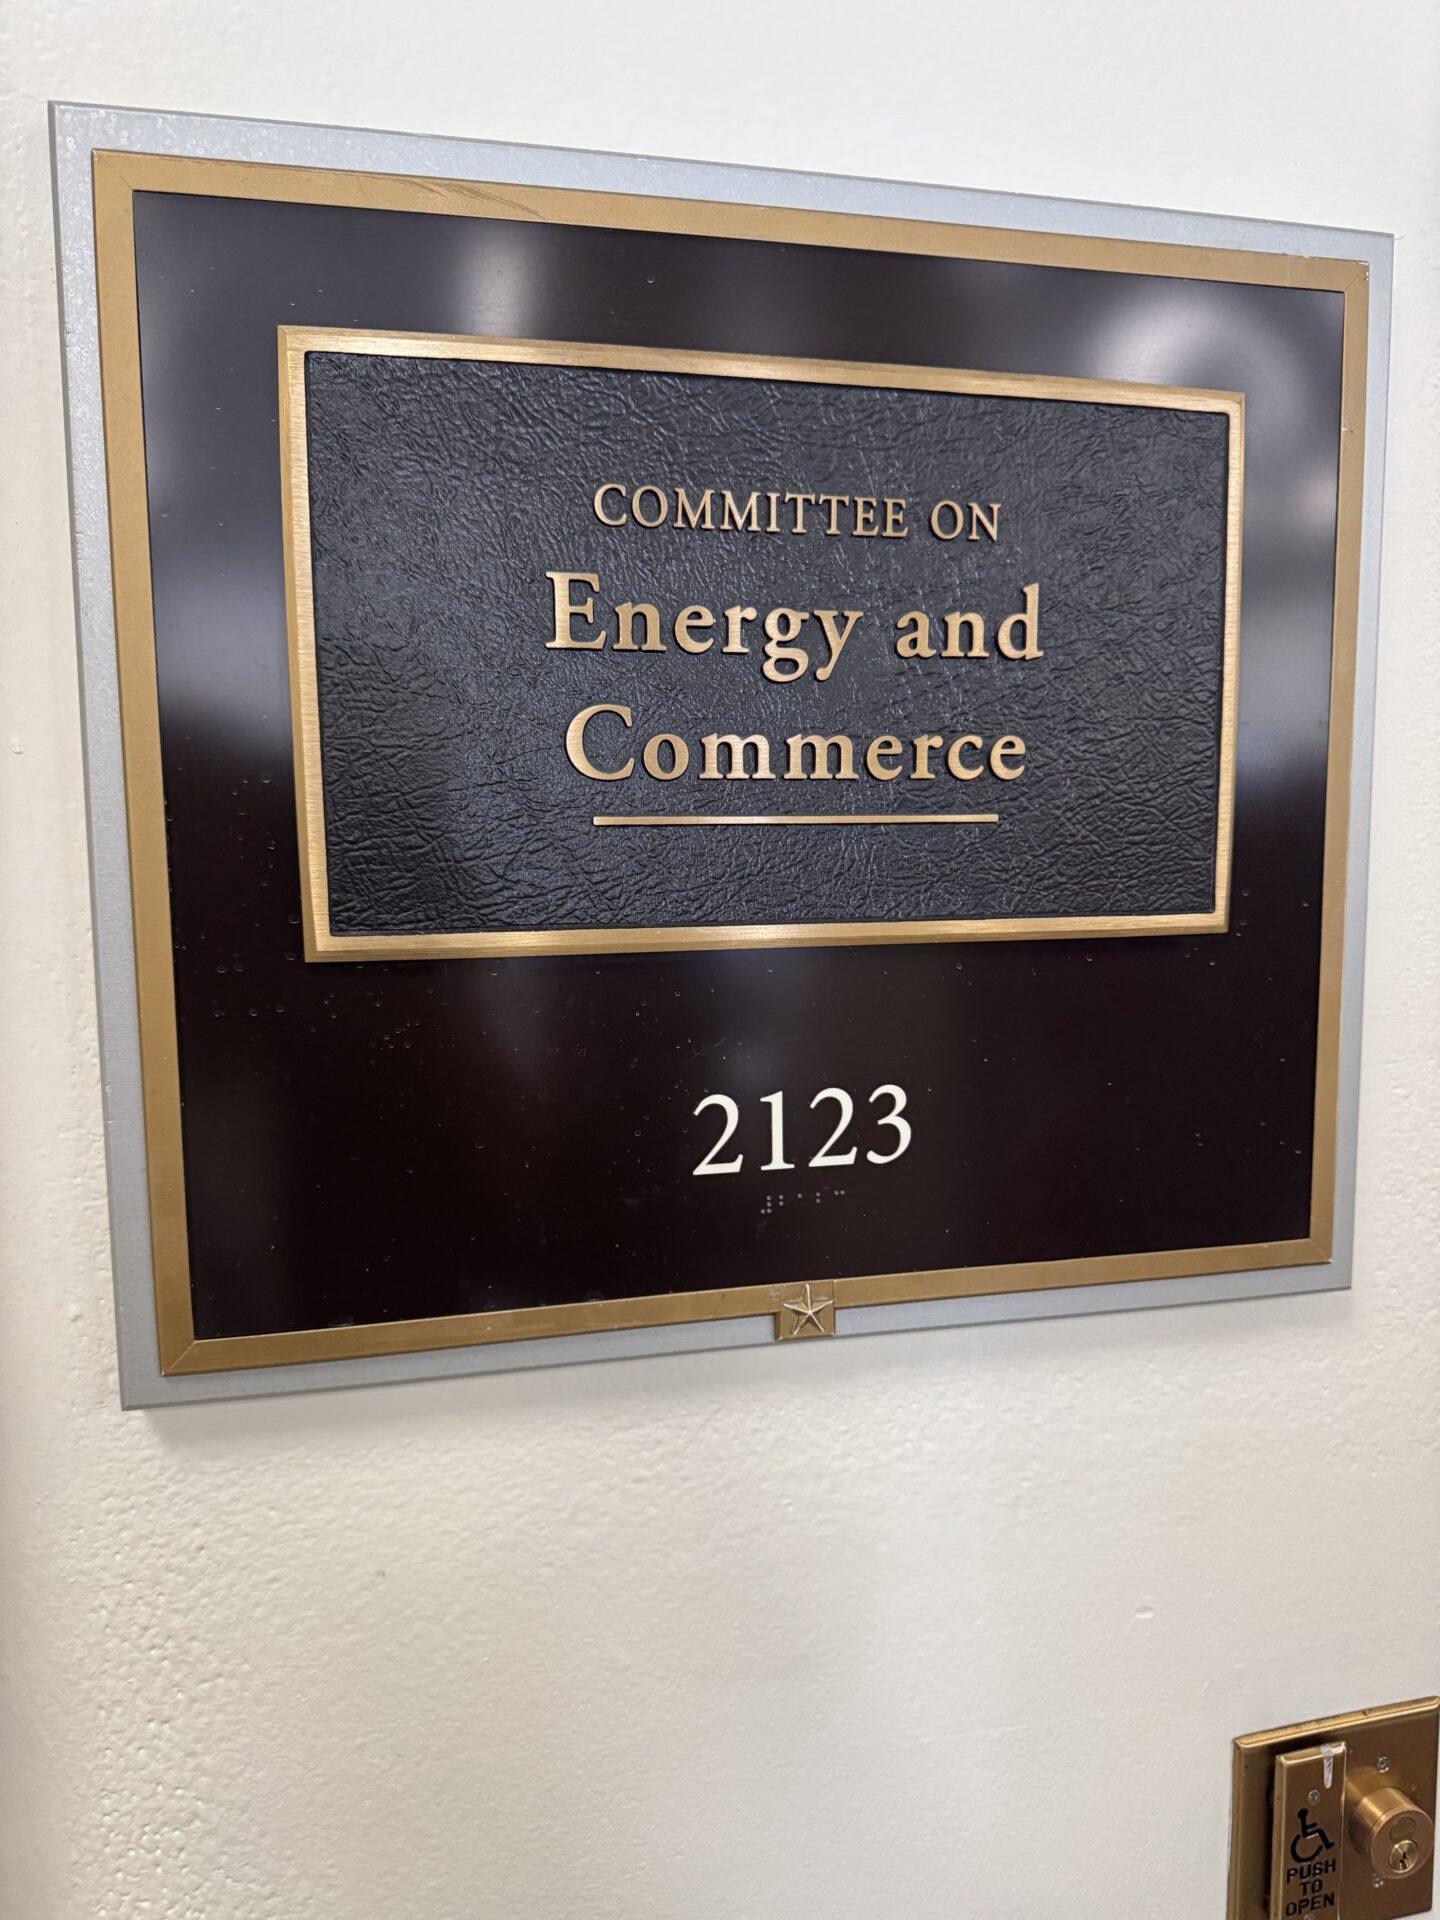 COMMITTEE ON
Energy and
Commerce
2123
PUSH
TO
OPEN